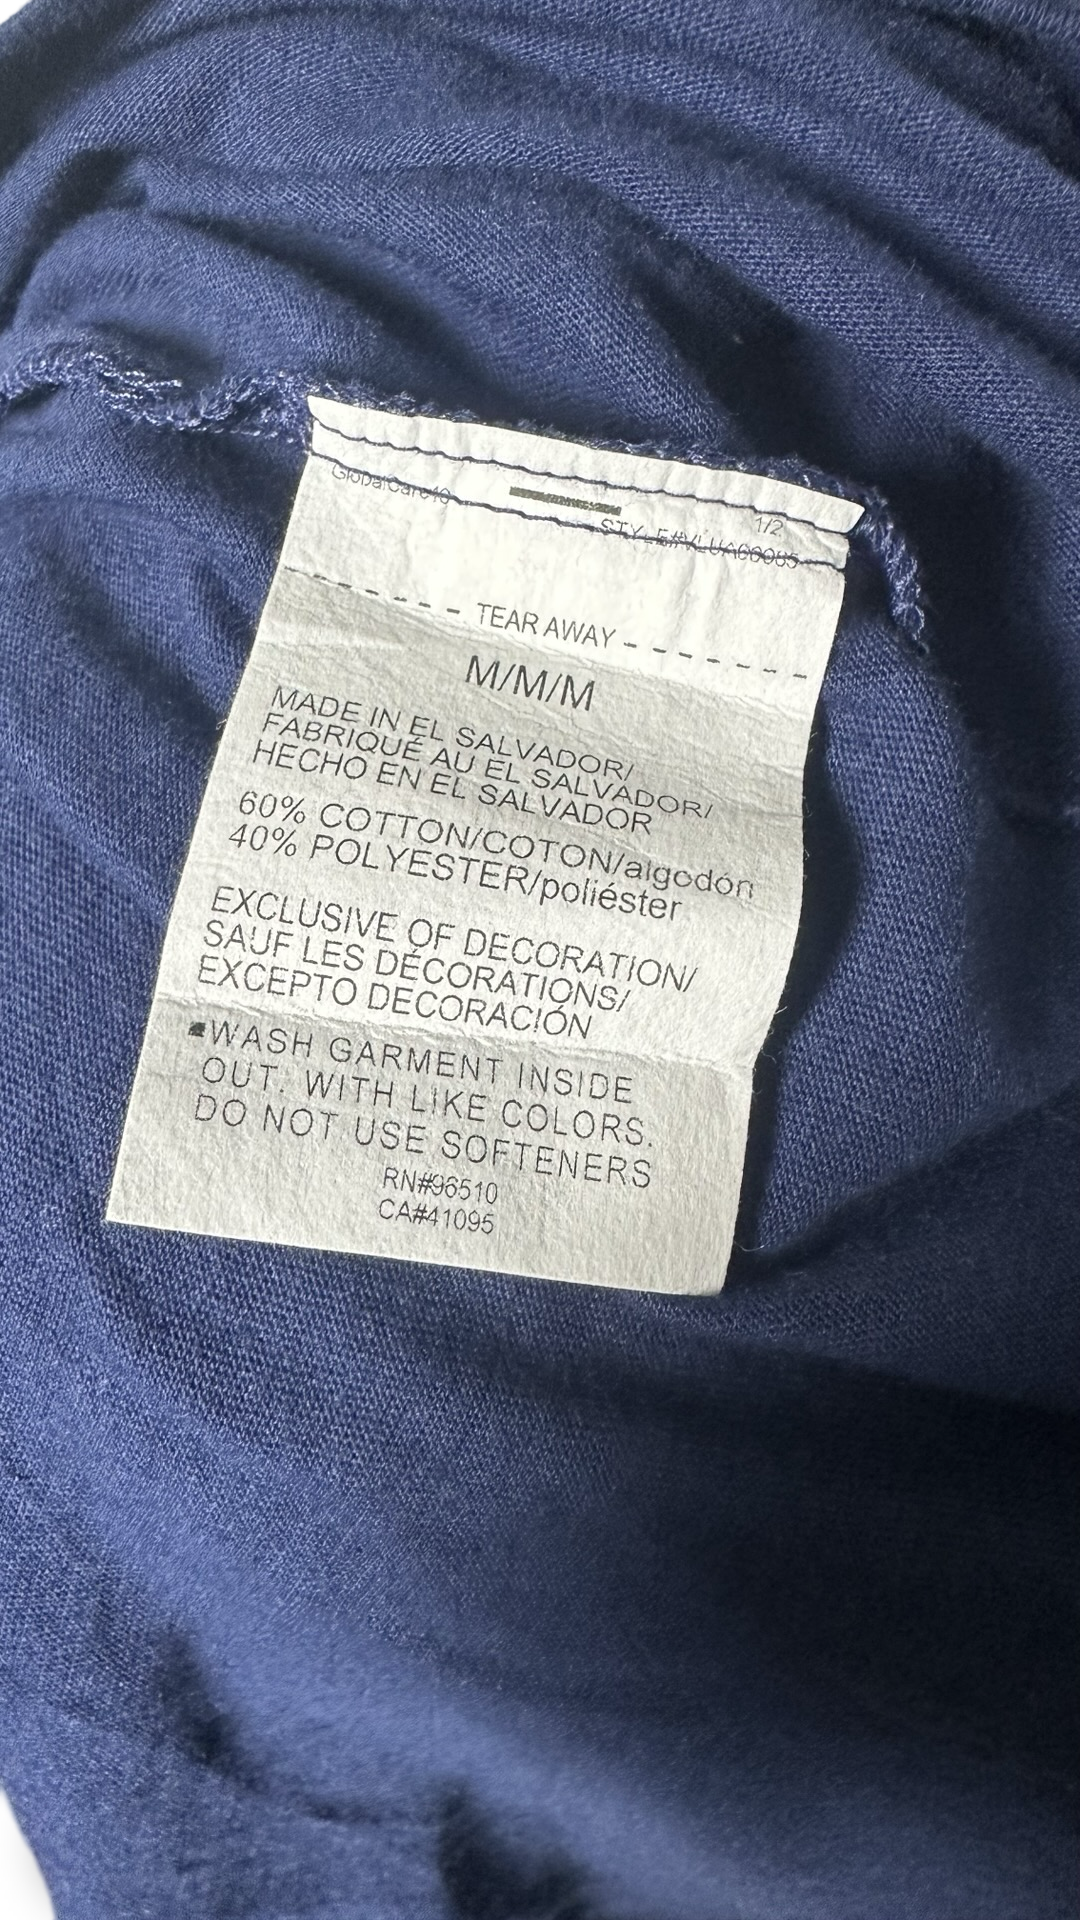 GlobalCare10
1/2
TEAR AWAY
M/M/M
MADE IN EL SALVADOR/
FABRIQUÉ AU EL SALVADOR/
HECHO EN EL SALVADOR
60% COTTON/COTON/algodón
40% POLYESTER/poliéster
EXCLUSIVE OF DECORATION/
SAUF LES DÉCORATIONS/
EXCEPTO DECORACIÓN
WASH GARMENT INSIDE
OUT. WITH LIKE COLORS.
DO NOT USE SOFTENERS
RN#96510
CA#41095